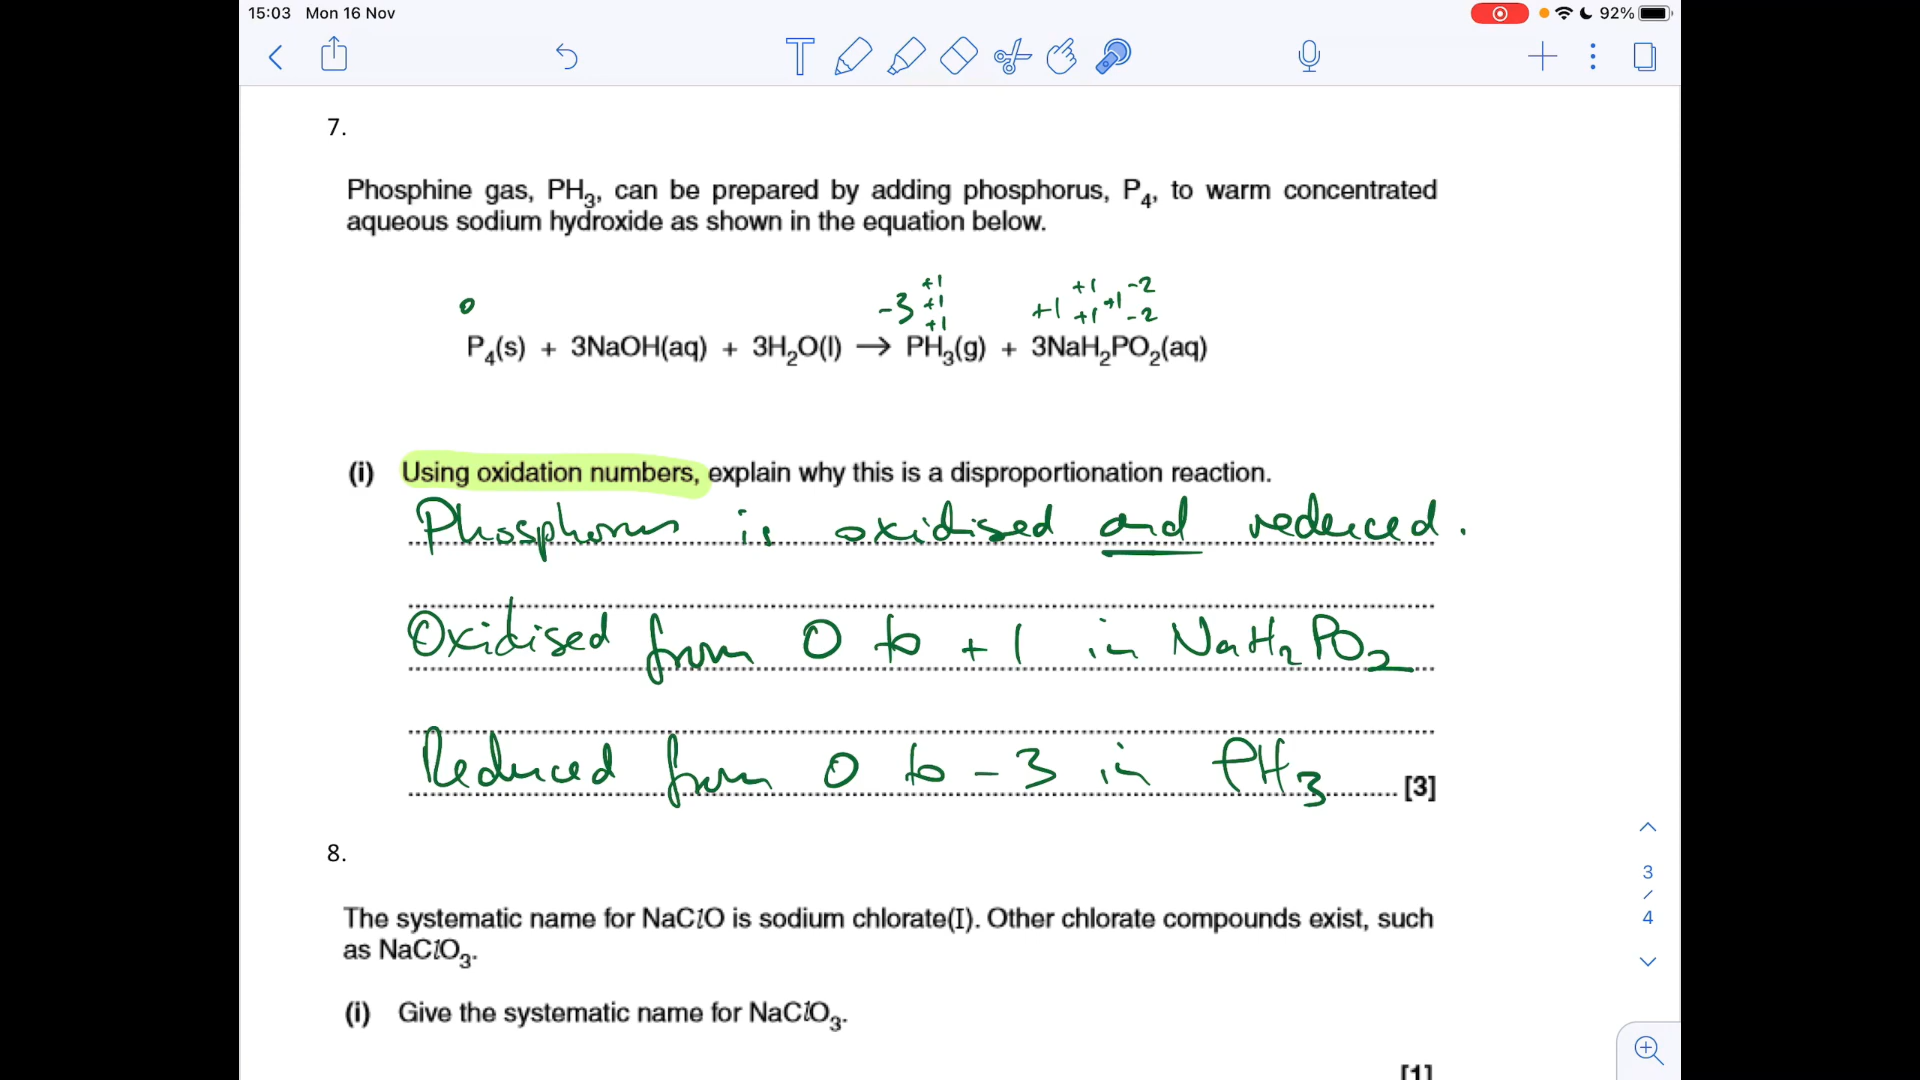 15:03 Mon 16 Nov
92%
7.
Phosphine gas, PH₃, can be prepared by adding phosphorus, P₄, to warm concentrated
aqueous sodium hydroxide as shown in the equation below.
+1 +1 -2
0 -3 +1 +1 +1 -2
+1 +1
P₄(s) + 3NaOH(aq) + 3H₂O(l) → PH₃(g) + 3NaH₂PO₂(aq)
(i) Using oxidation numbers, explain why this is a disproportionation reaction.
Phosphorus is oxidised and reduced.
Oxidised from 0 to +1 in NaH₂PO₂
Reduced from 0 to -3 in PH₃
[3]
8.
The systematic name for NaClO is sodium chlorate(I). Other chlorate compounds exist, such
as NaClO₃.
(i) Give the systematic name for NaClO₃.
[1]
3
/
4